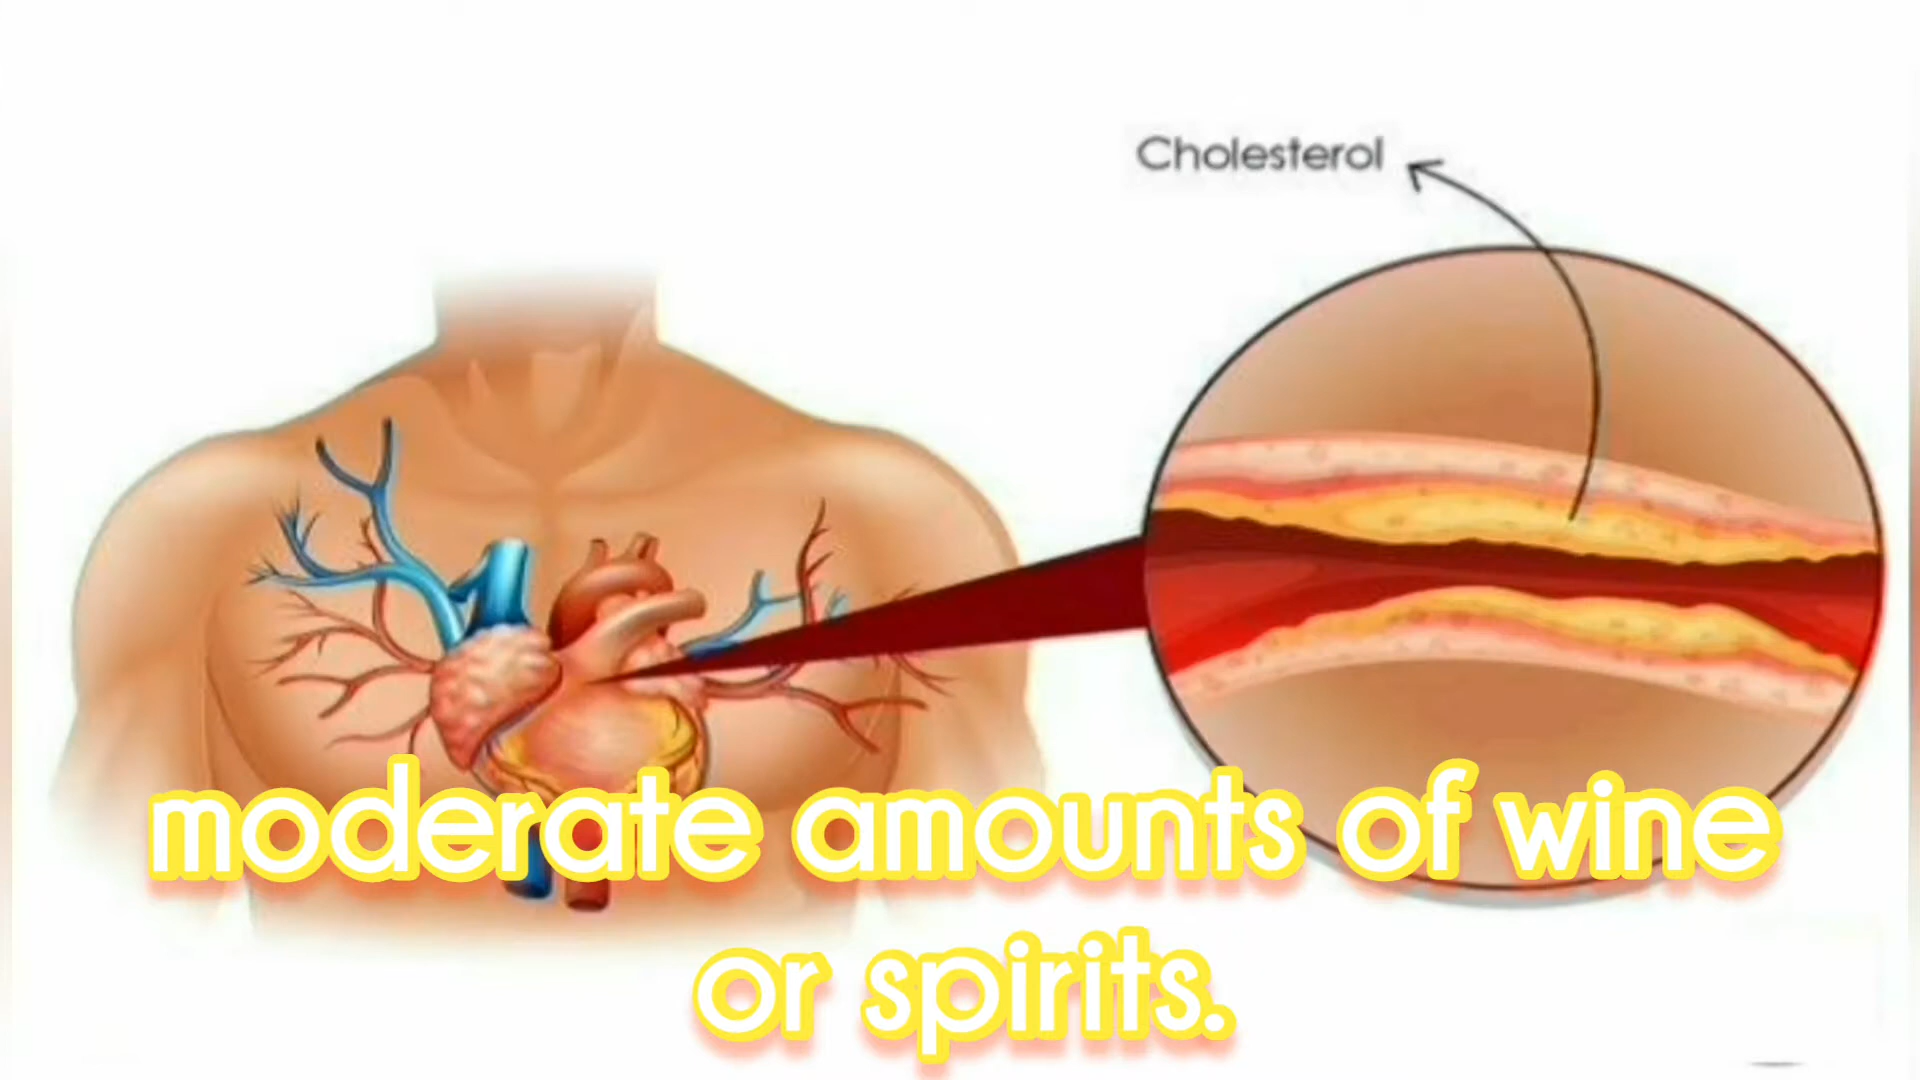 Cholesterol
moderate amounts of wine
or spirits.